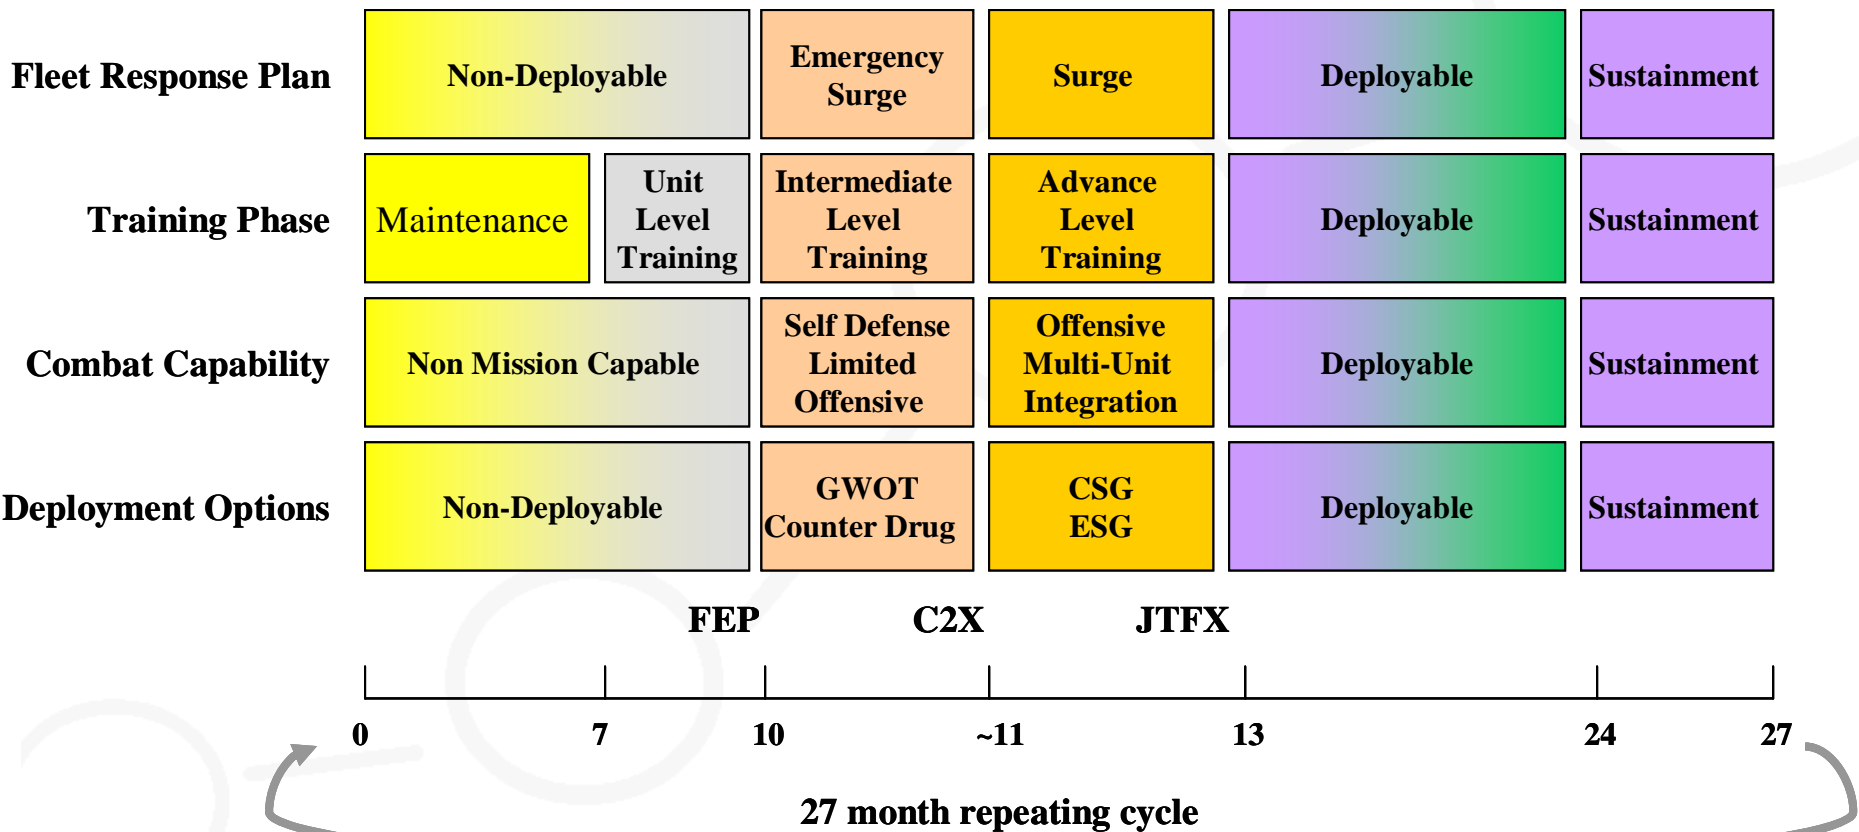 Fleet Response Plan
Non-Deployable
Emergency
Surge
Surge
Deployable
Sustainment
Training Phase
Maintenance
Unit
Level
Training
Intermediate
Level
Training
Advance
Level
Training
Deployable
Sustainment
Combat Capability
Non Mission Capable
Self Defense
Limited
Offensive
Offensive
Multi-Unit
Integration
Deployable
Sustainment
Deployment Options
Non-Deployable
GWOT
Counter Drug
CSG
ESG
Deployable
Sustainment
FEP C2X JTFX
0 7 10 ~11 13 24 27
27 month repeating cycle